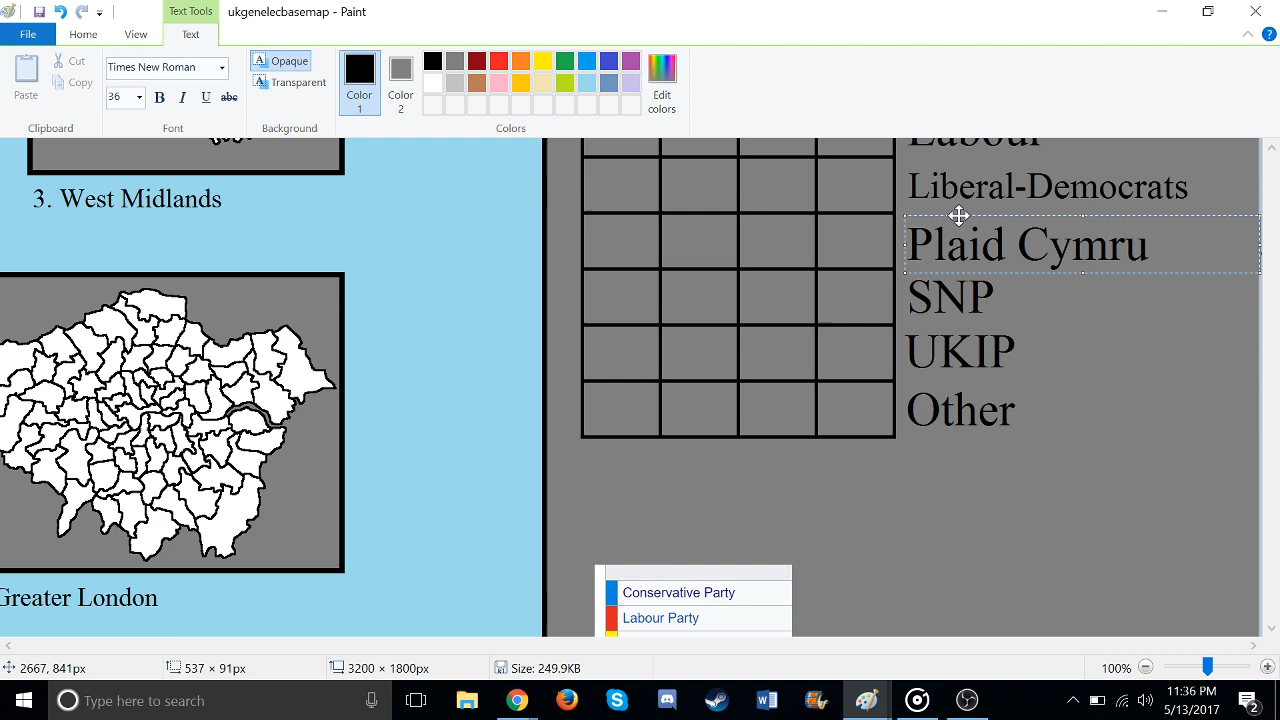 Text Tools
ukgenelecbasemap - Paint
File
Home
View
Text
Paste
Cut
Copy
Clipboard
Times New Roman
36
B I U abc
Font
A Opaque
A Transparent
Background
Color 1
Color 2
Edit colors
Colors
3. West Midlands
Greater London
Labour
Liberal-Democrats
Plaid Cymru
SNP
UKIP
Other
Conservative Party
Labour Party
2667, 841px
537 × 91px
3200 × 1800px
Size: 249.9KB
100%
Type here to search
11:36 PM
5/13/2017
2